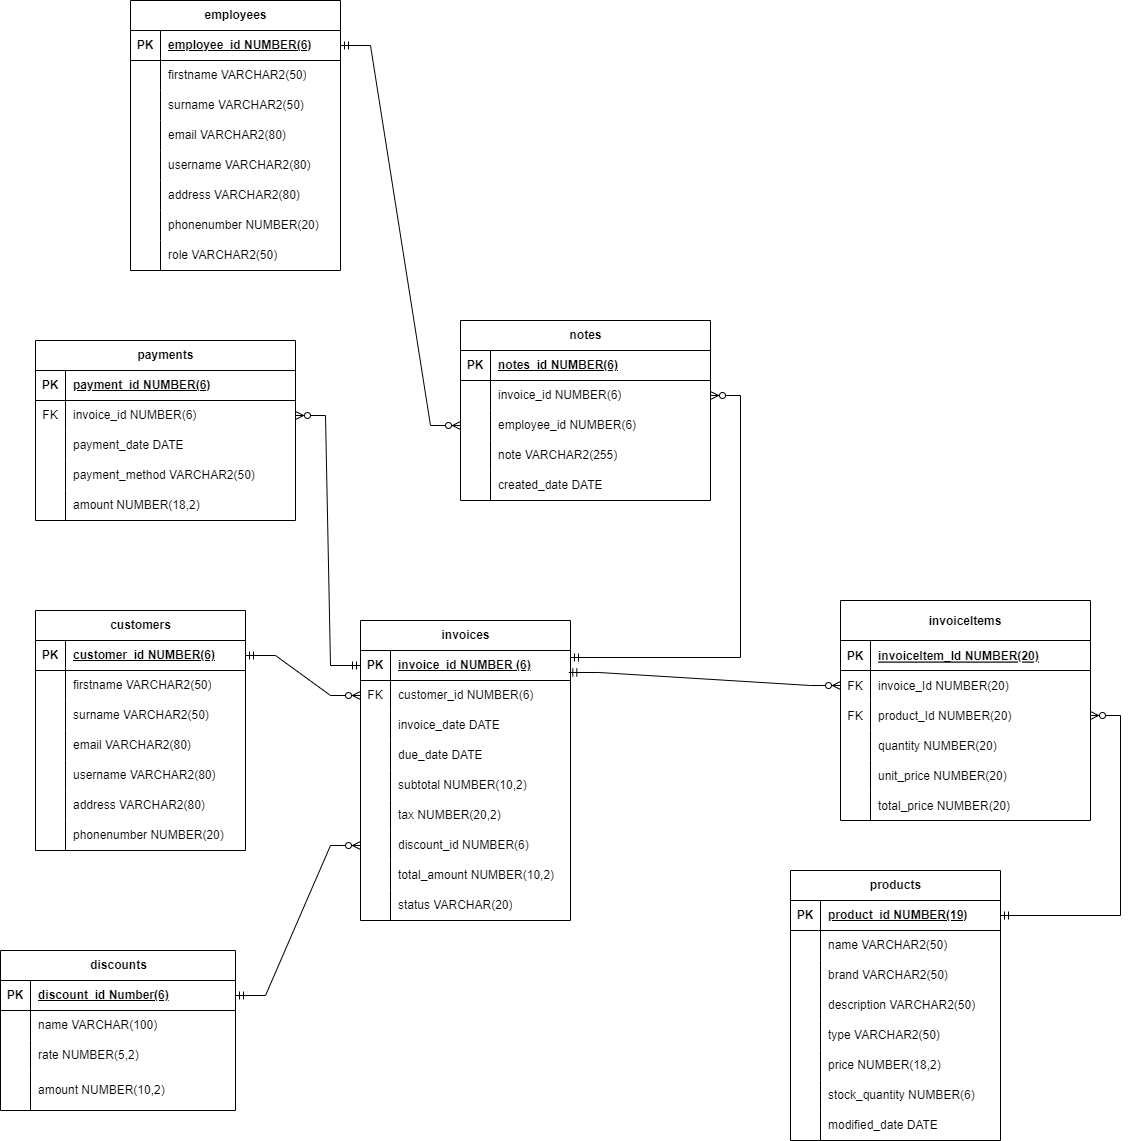 employees
PK employee_id NUMBER(6)
firstname VARCHAR2(50)
surname VARCHAR2(50)
email VARCHAR2(80)
username VARCHAR2(80)
address VARCHAR2(80)
phonenumber NUMBER(20)
role VARCHAR2(50)
notes
PK notes_id NUMBER(6)
invoice_id NUMBER(6)
employee_id NUMBER(6)
note VARCHAR2(255)
created_date DATE
payments
PK payment_id NUMBER(6)
FK invoice_id NUMBER(6)
payment_date DATE
payment_method VARCHAR2(50)
amount NUMBER(18,2)
customers
PK customer_id NUMBER(6)
firstname VARCHAR2(50)
surname VARCHAR2(50)
email VARCHAR2(80)
username VARCHAR2(80)
address VARCHAR2(80)
phonenumber NUMBER(20)
invoices
PK invoice_id NUMBER (6)
FK customer_id NUMBER(6)
invoice_date DATE
due_date DATE
subtotal NUMBER(10,2)
tax NUMBER(20,2)
discount_id NUMBER(6)
total_amount NUMBER(10,2)
status VARCHAR(20)
invoiceItems
PK invoiceItem_Id NUMBER(20)
FK invoice_Id NUMBER(20)
FK product_Id NUMBER(20)
quantity NUMBER(20)
unit_price NUMBER(20)
total_price NUMBER(20)
discounts
PK discount_id Number(6)
name VARCHAR(100)
rate NUMBER(5,2)
amount NUMBER(10,2)
products
PK product_id NUMBER(19)
name VARCHAR2(50)
brand VARCHAR2(50)
description VARCHAR2(50)
type VARCHAR2(50)
price NUMBER(18,2)
stock_quantity NUMBER(6)
modified_date DATE